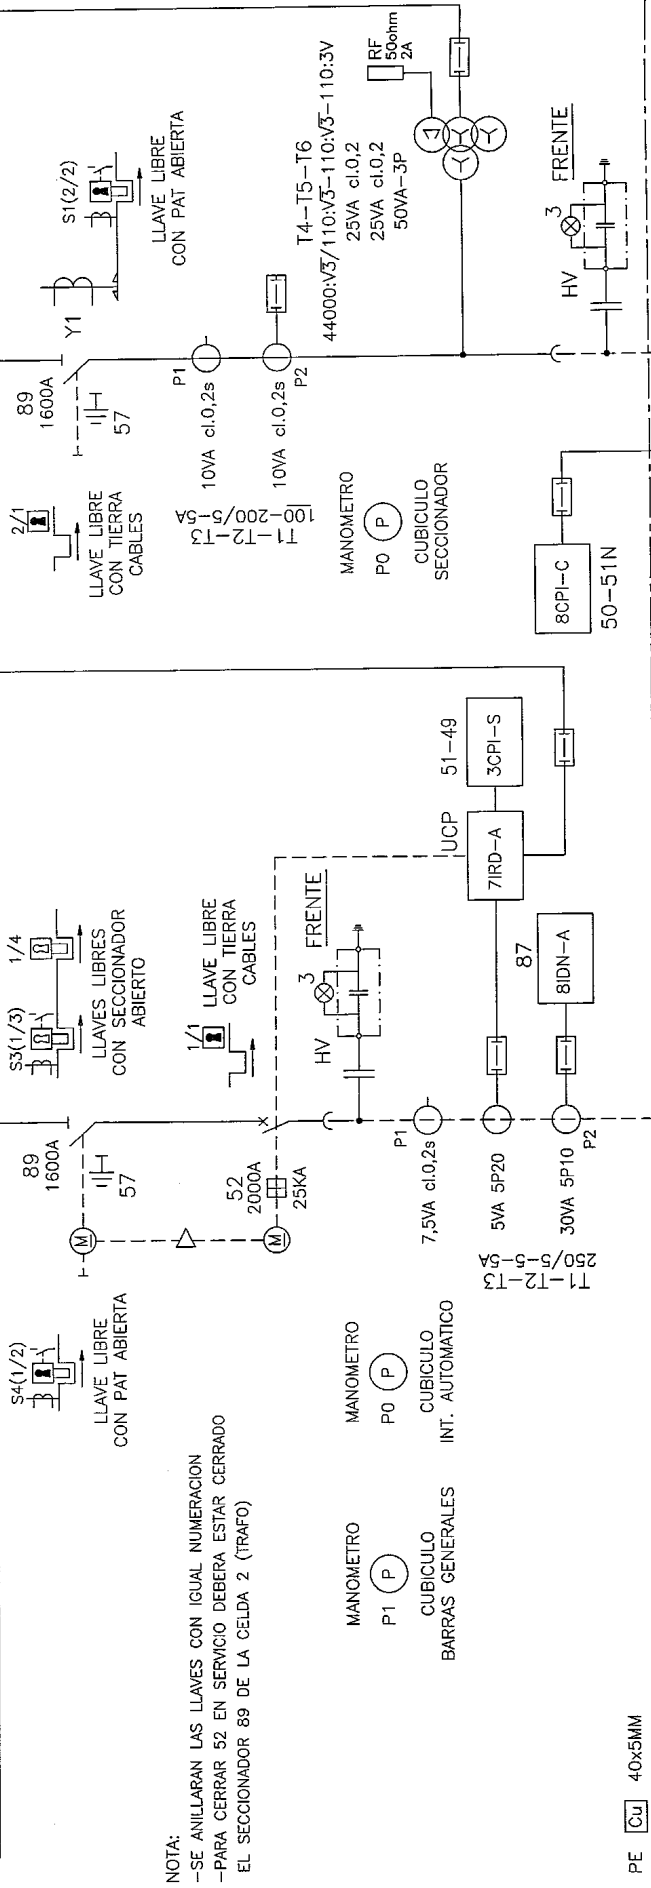 S4(1/2)
LLAVE LIBRE
CON PAT ABIERTA
89
1600A
57
M
S3(1/3)
1/4
LLAVES LIBRES
CON SECCIONADOR
ABIERTO
2/1
LLAVE LIBRE
CON TIERRA
CABLES
89
1600A
57
Y1
S1(2/2)
LLAVE LIBRE
CON PAT ABIERTA
NOTA:
-SE ANILLARAN LAS LLAVES CON IGUAL NUMERACION
-PARA CERRAR 52 EN SERVICIO DEBERA ESTAR CERRADO
EL SECCIONADOR 89 DE LA CELDA 2 (TRAFO)
52
2000A
25KA
M
1/1
LLAVE LIBRE
CON TIERRA
CABLES
HV
3
FRENTE
T1-T2-T3
100-200/5-5A
10VA cl.0,2s
P1
10VA cl.0,2s
P2
T4-T5-T6
44000:√3/110:√3-110:√3-110:3V
25VA cl.0,2
25VA cl.0,2
50VA-3P
RF
50ohm
2A
MANOMETRO
P1
P
CUBICULO
BARRAS GENERALES
MANOMETRO
P0
P
CUBICULO
INT. AUTOMATICO
T1-T2-T3
250/5-5-5A
7,5VA cl.0,2s
P1
5VA 5P20
30VA 5P10
P2
UCP
7IRD-A
51-49
3CPI-S
87
8IDN-A
MANOMETRO
P0
P
CUBICULO
SECCIONADOR
8CPI-C
50-51N
HV
3
FRENTE
PE Cu 40x5MM